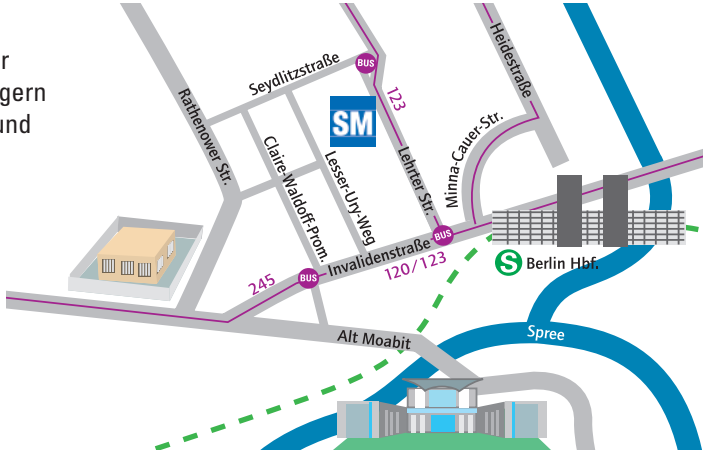 r
gern
und
Seydlitzstraße
BUS
Heidestraße
Rathenower Str.
123
SM
Minna-Cauer-Str.
Claire-Waldoff-Prom.
Lesser-Ury-Weg
Lehrter Str.
BUS
Invalidenstraße
120/123
BUS
245
S Berlin Hbf.
Alt Moabit
Spree